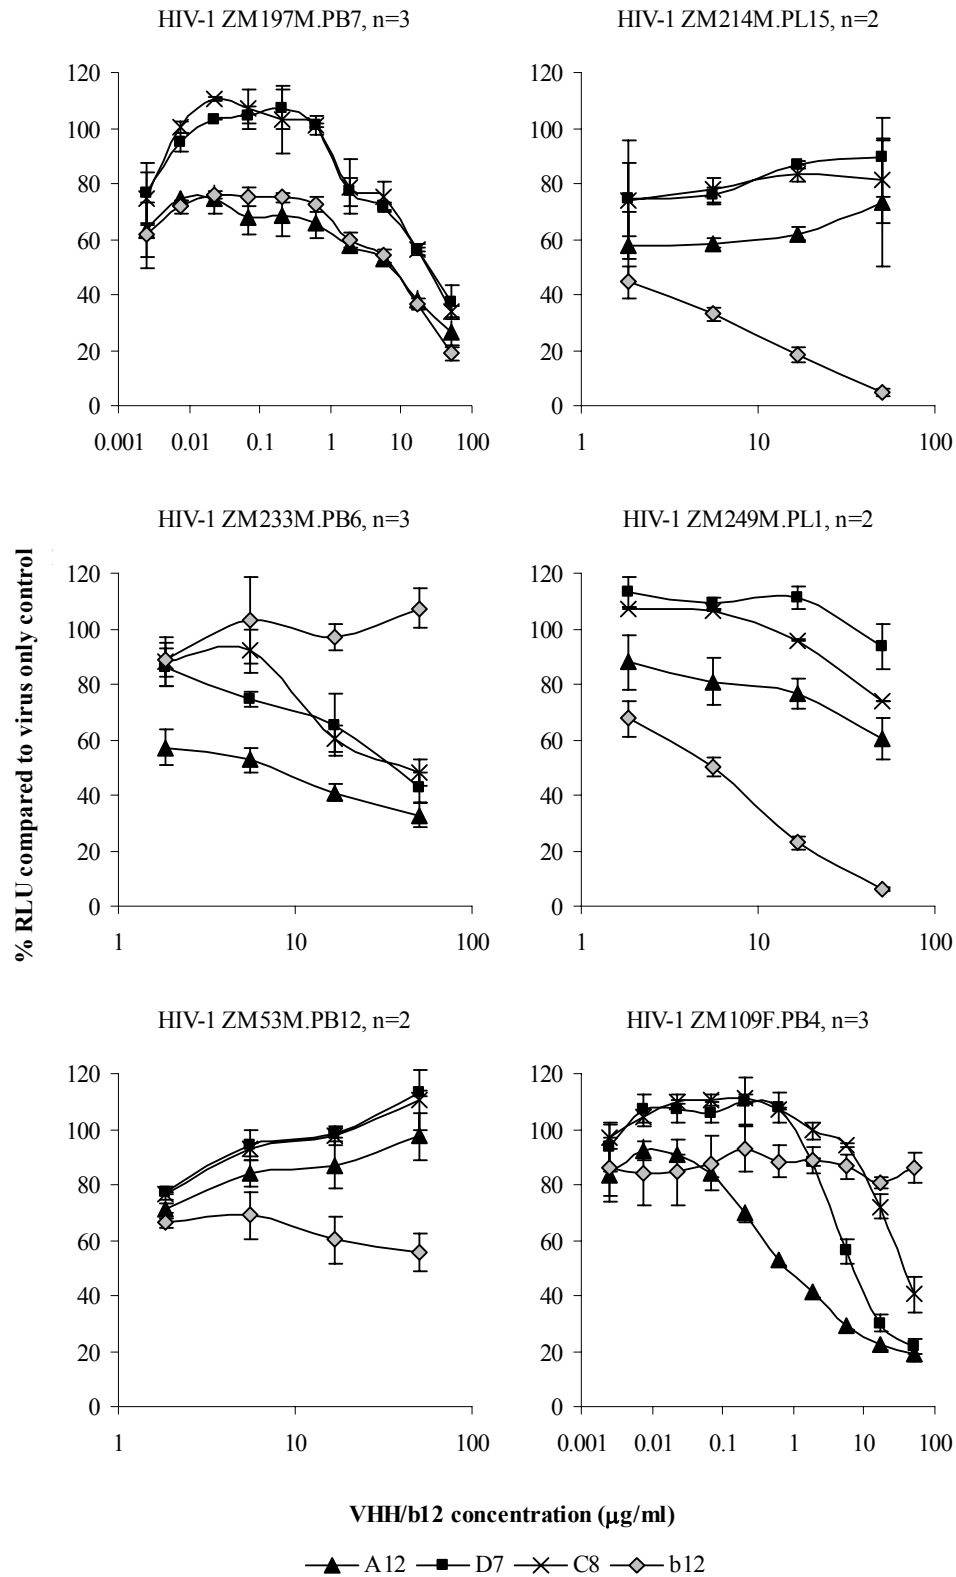 HIV-1 ZM197M.PB7, n=3
120
100
80
60
40
20
0
0.001 0.01 0.1 1 10 100
HIV-1 ZM214M.PL15, n=2
120
100
80
60
40
20
0
1 10 100
% RLU compared to virus only control
HIV-1 ZM233M.PB6, n=3
120
100
80
60
40
20
0
1 10 100
HIV-1 ZM249M.PL1, n=2
120
100
80
60
40
20
0
1 10 100
HIV-1 ZM53M.PB12, n=2
120
100
80
60
40
20
0
1 10 100
HIV-1 ZM109F.PB4, n=3
120
100
80
60
40
20
0
0.001 0.01 0.1 1 10 100
VHH/b12 concentration (μg/ml)
A12 D7 C8 b12